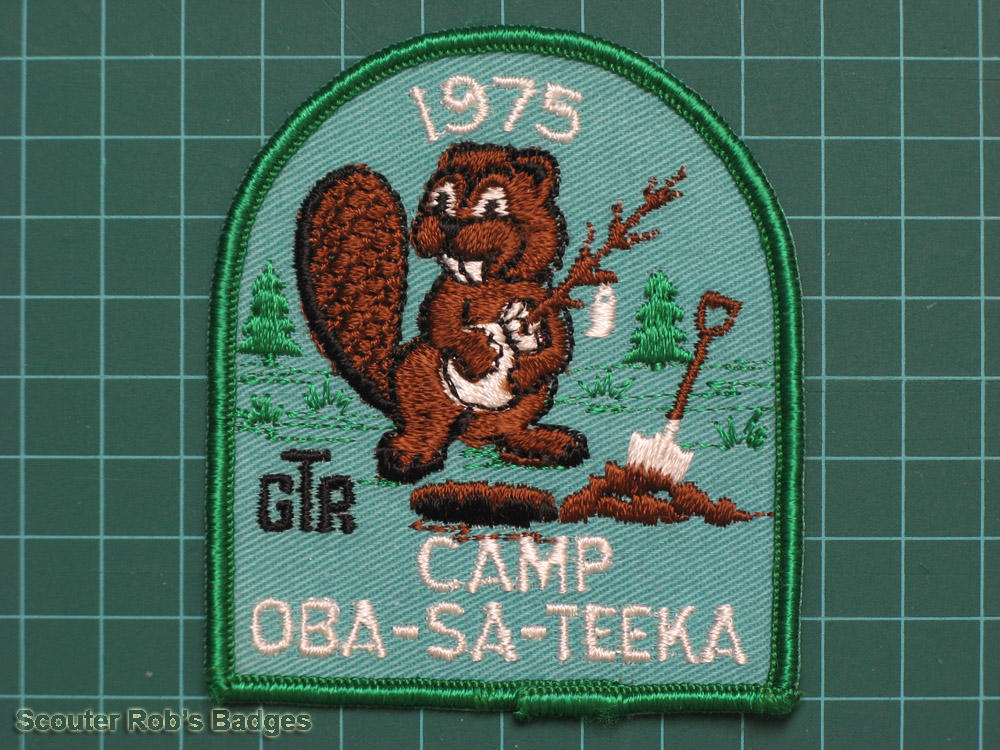 1975
GTR
CAMP
OBA-SA-TEEKA
Scouter Rob's Badges